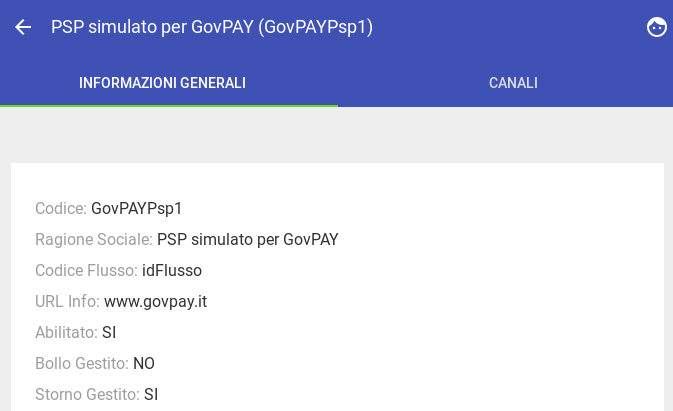 PSP simulato per GovPAY (GovPAYPsp1)
INFORMAZIONI GENERALI
CANALI
Codice: GovPAYPsp1
Ragione Sociale: PSP simulato per GovPAY
Codice Flusso: idFlusso
URL Info: www.govpay.it
Abilitato: SI
Bollo Gestito: NO
Storno Gestito: SI